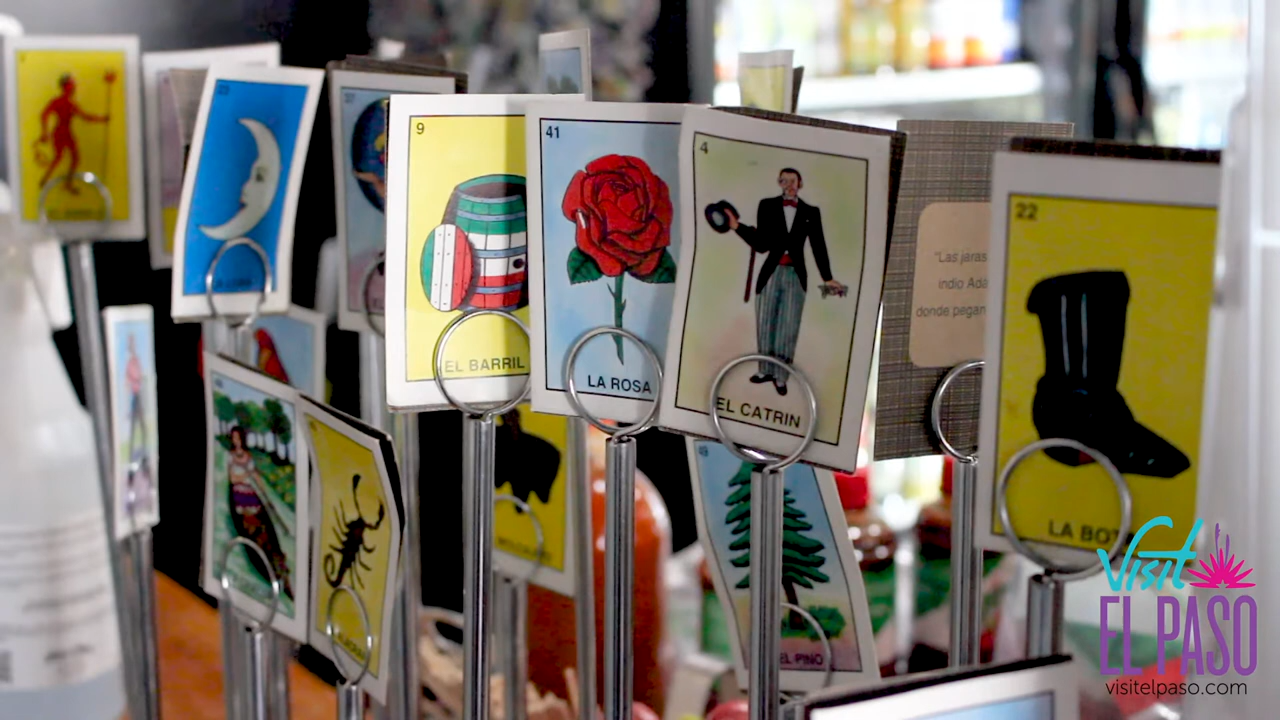 9
EL BARRIL
41
LA ROSA
4
EL CATRIN
"Las jaras
indio Adá
donde pegan
22
LA BOT
EL PINO
Visit
EL PASO
visitelpaso.com